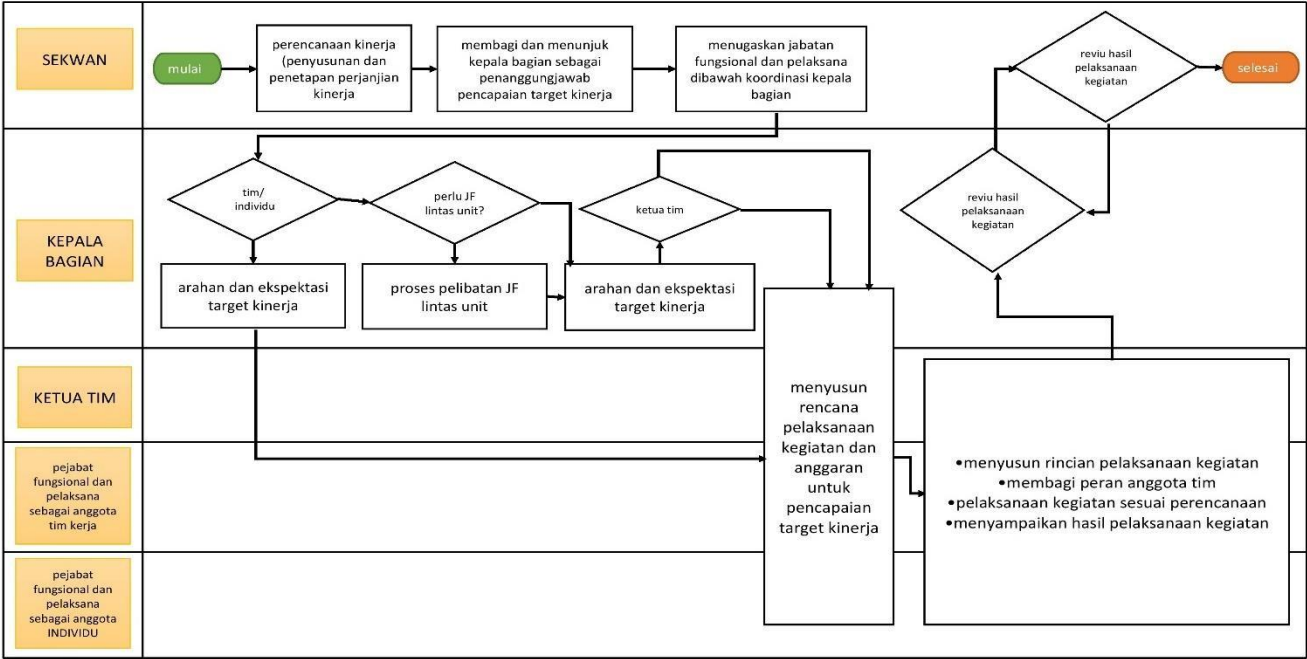 SEKWAN
mulai
perencanaan kinerja
(penyusunan dan
penetapan perjanjian
kinerja
membagi dan menunjuk
kepala bagian sebagai
penanggungjawab
pencapaian target kinerja
menugaskan jabatan
fungsional dan pelaksana
dibawah koordinasi kepala
bagian
reviu hasil
pelaksanaan
kegiatan
selesai
KEPALA
BAGIAN
tim/
individu
perlu JF
lintas unit?
ketua tim
reviu hasil
pelaksanaan
kegiatan
arahan dan ekspektasi
target kinerja
proses pelibatan JF
lintas unit
arahan dan ekspektasi
target kinerja
KETUA TIM
menyusun
rencana
pelaksanaan
kegiatan dan
anggaran
untuk
pencapaian
target kinerja
pejabat
fungsional dan
pelaksana
sebagai anggota
tim kerja
•menyusun rincian pelaksanaan kegiatan
•membagi peran anggota tim
•pelaksanaan kegiatan sesuai perencanaan
•menyampaikan hasil pelaksanaan kegiatan
pejabat
fungsional dan
pelaksana
sebagai anggota
INDIVIDU